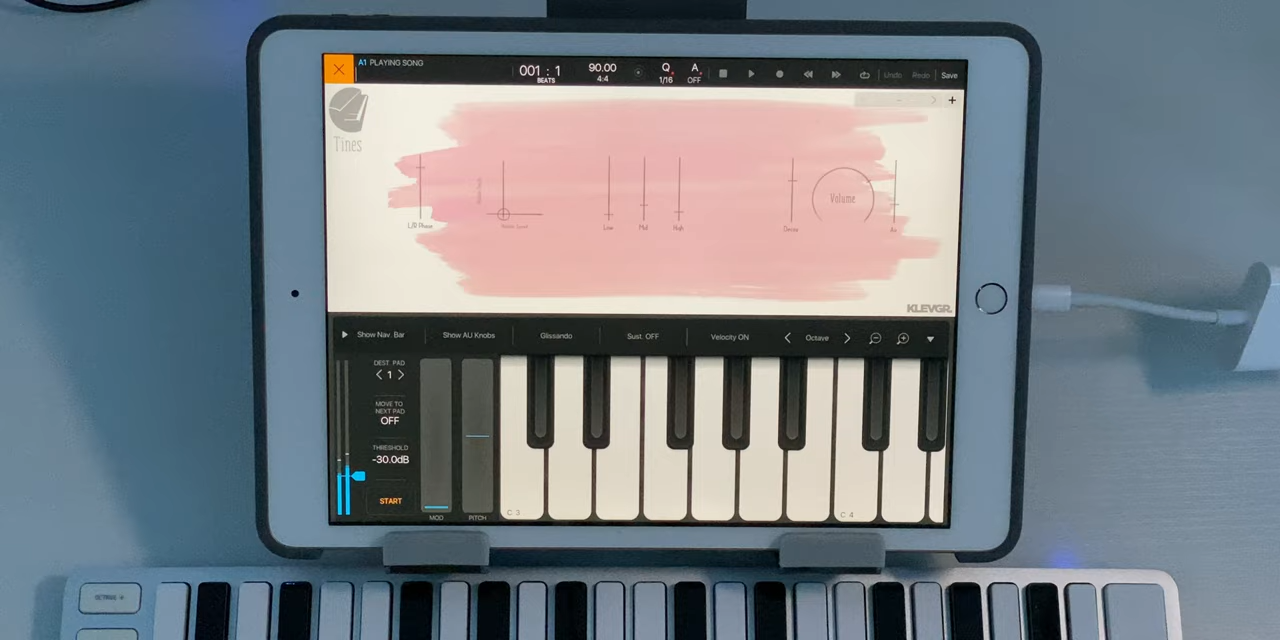 A1 PLAYING SONG
001 : 1
BEATS
90.00
4:4
Q
1/16
A
OFF
Undo
Redo
Save
Tines
L/R Phase
Low
Mid
High
Decay
Volume
Air
KLEVGR.
Show Nav. Bar
Show AU Knobs
Glissando
Sust. OFF
Velocity ON
Octave
DEST. PAD
< 1 >
MOVE TO
NEXT PAD
OFF
THRESHOLD
-30.0dB
START
MOD
PITCH
C 3
C 4
OCTAVE +